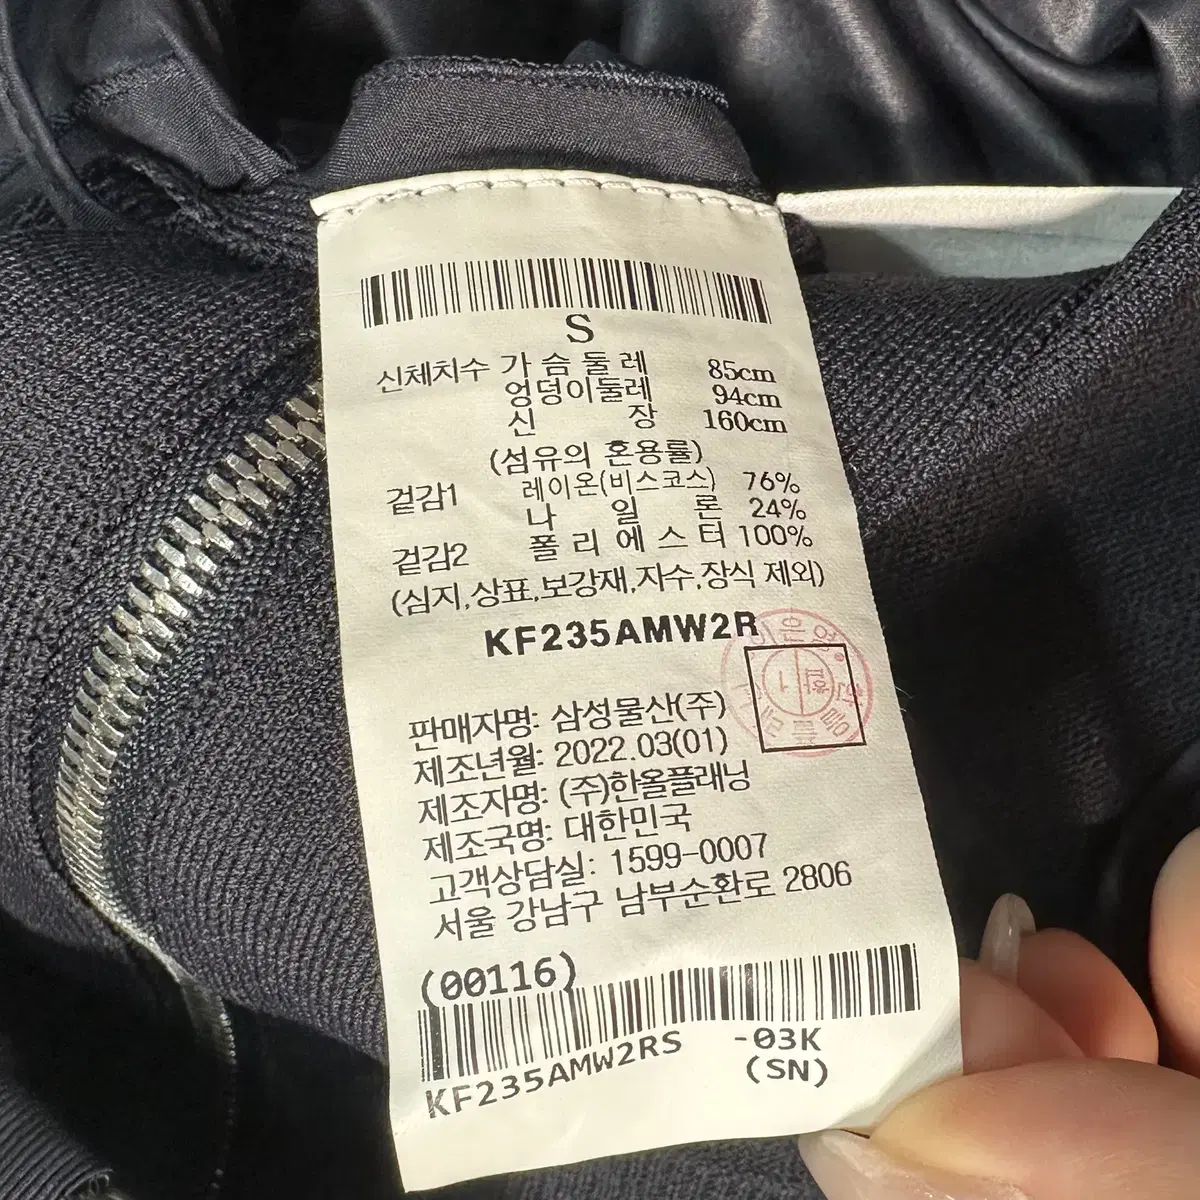 S
신체치수 가 슴 둘 레 85cm
엉덩이둘레 94cm
신 장 160cm
(섬유의 혼용률)
겉감1 레이온(비스코스) 76%
나 일 론 24%
겉감2 폴 리 에 스 터 100%
(심지,상표,보강재,자수,장식 제외)
KF235AMW2R
합
1
판매자명: 삼성물산(주)
제조년월: 2022.03(01)
제조자명: (주)한올플래닝
제조국명: 대한민국
고객상담실: 1599-0007
서울 강남구 남부순환로 2806
(00116)
KF235AMW2RS -03K
(SN)